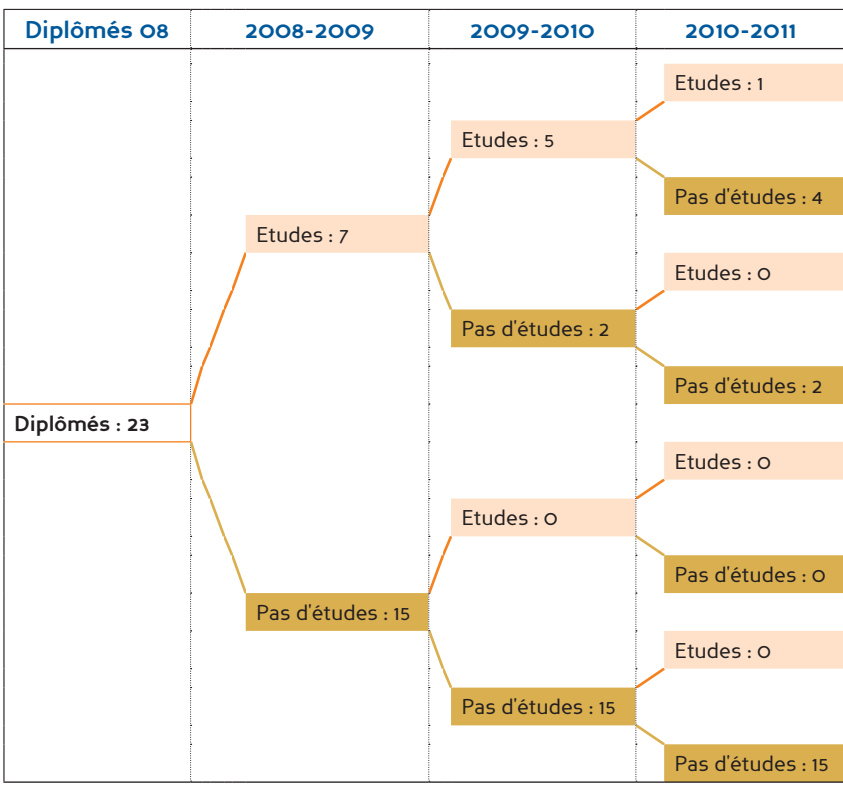 Diplômés 08 2008-2009 2009-2010 2010-2011
Etudes : 1
Etudes : 5
Pas d'études : 4
Etudes : 7
Etudes : 0
Pas d'études : 2
Pas d'études : 2
Diplômés : 23
Etudes : 0
Etudes : 0
Pas d'études : 0
Pas d'études : 15
Etudes : 0
Pas d'études : 15
Pas d'études : 15